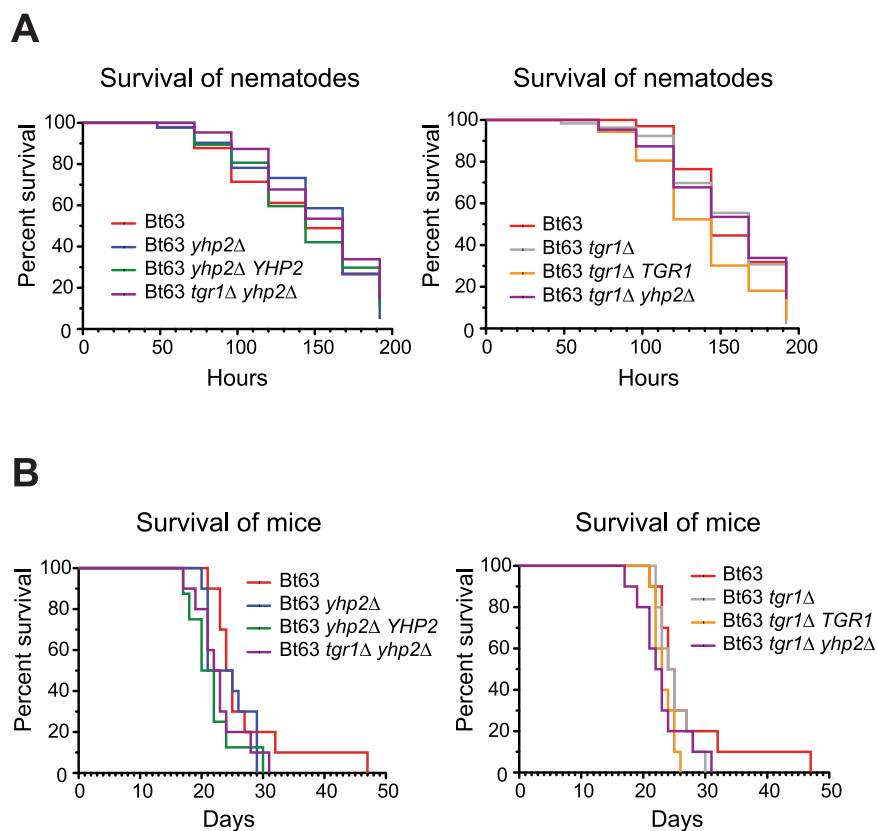 A
Survival of nematodes
Percent survival
100
80
60
40
20
0
Bt63
Bt63 yhp2Δ
Bt63 yhp2Δ YHP2
Bt63 tgr1Δ yhp2Δ
0 50 100 150 200
Hours
Survival of nematodes
Percent survival
100
80
60
40
20
0
Bt63
Bt63 tgr1Δ
Bt63 tgr1Δ TGR1
Bt63 tgr1Δ yhp2Δ
0 50 100 150 200
Hours
B
Survival of mice
Percent survival
100
80
60
40
20
0
Bt63
Bt63 yhp2Δ
Bt63 yhp2Δ YHP2
Bt63 tgr1Δ yhp2Δ
0 10 20 30 40 50
Days
Survival of mice
Percent survival
100
80
60
40
20
0
Bt63
Bt63 tgr1Δ
Bt63 tgr1Δ TGR1
Bt63 tgr1Δ yhp2Δ
0 10 20 30 40 50
Days